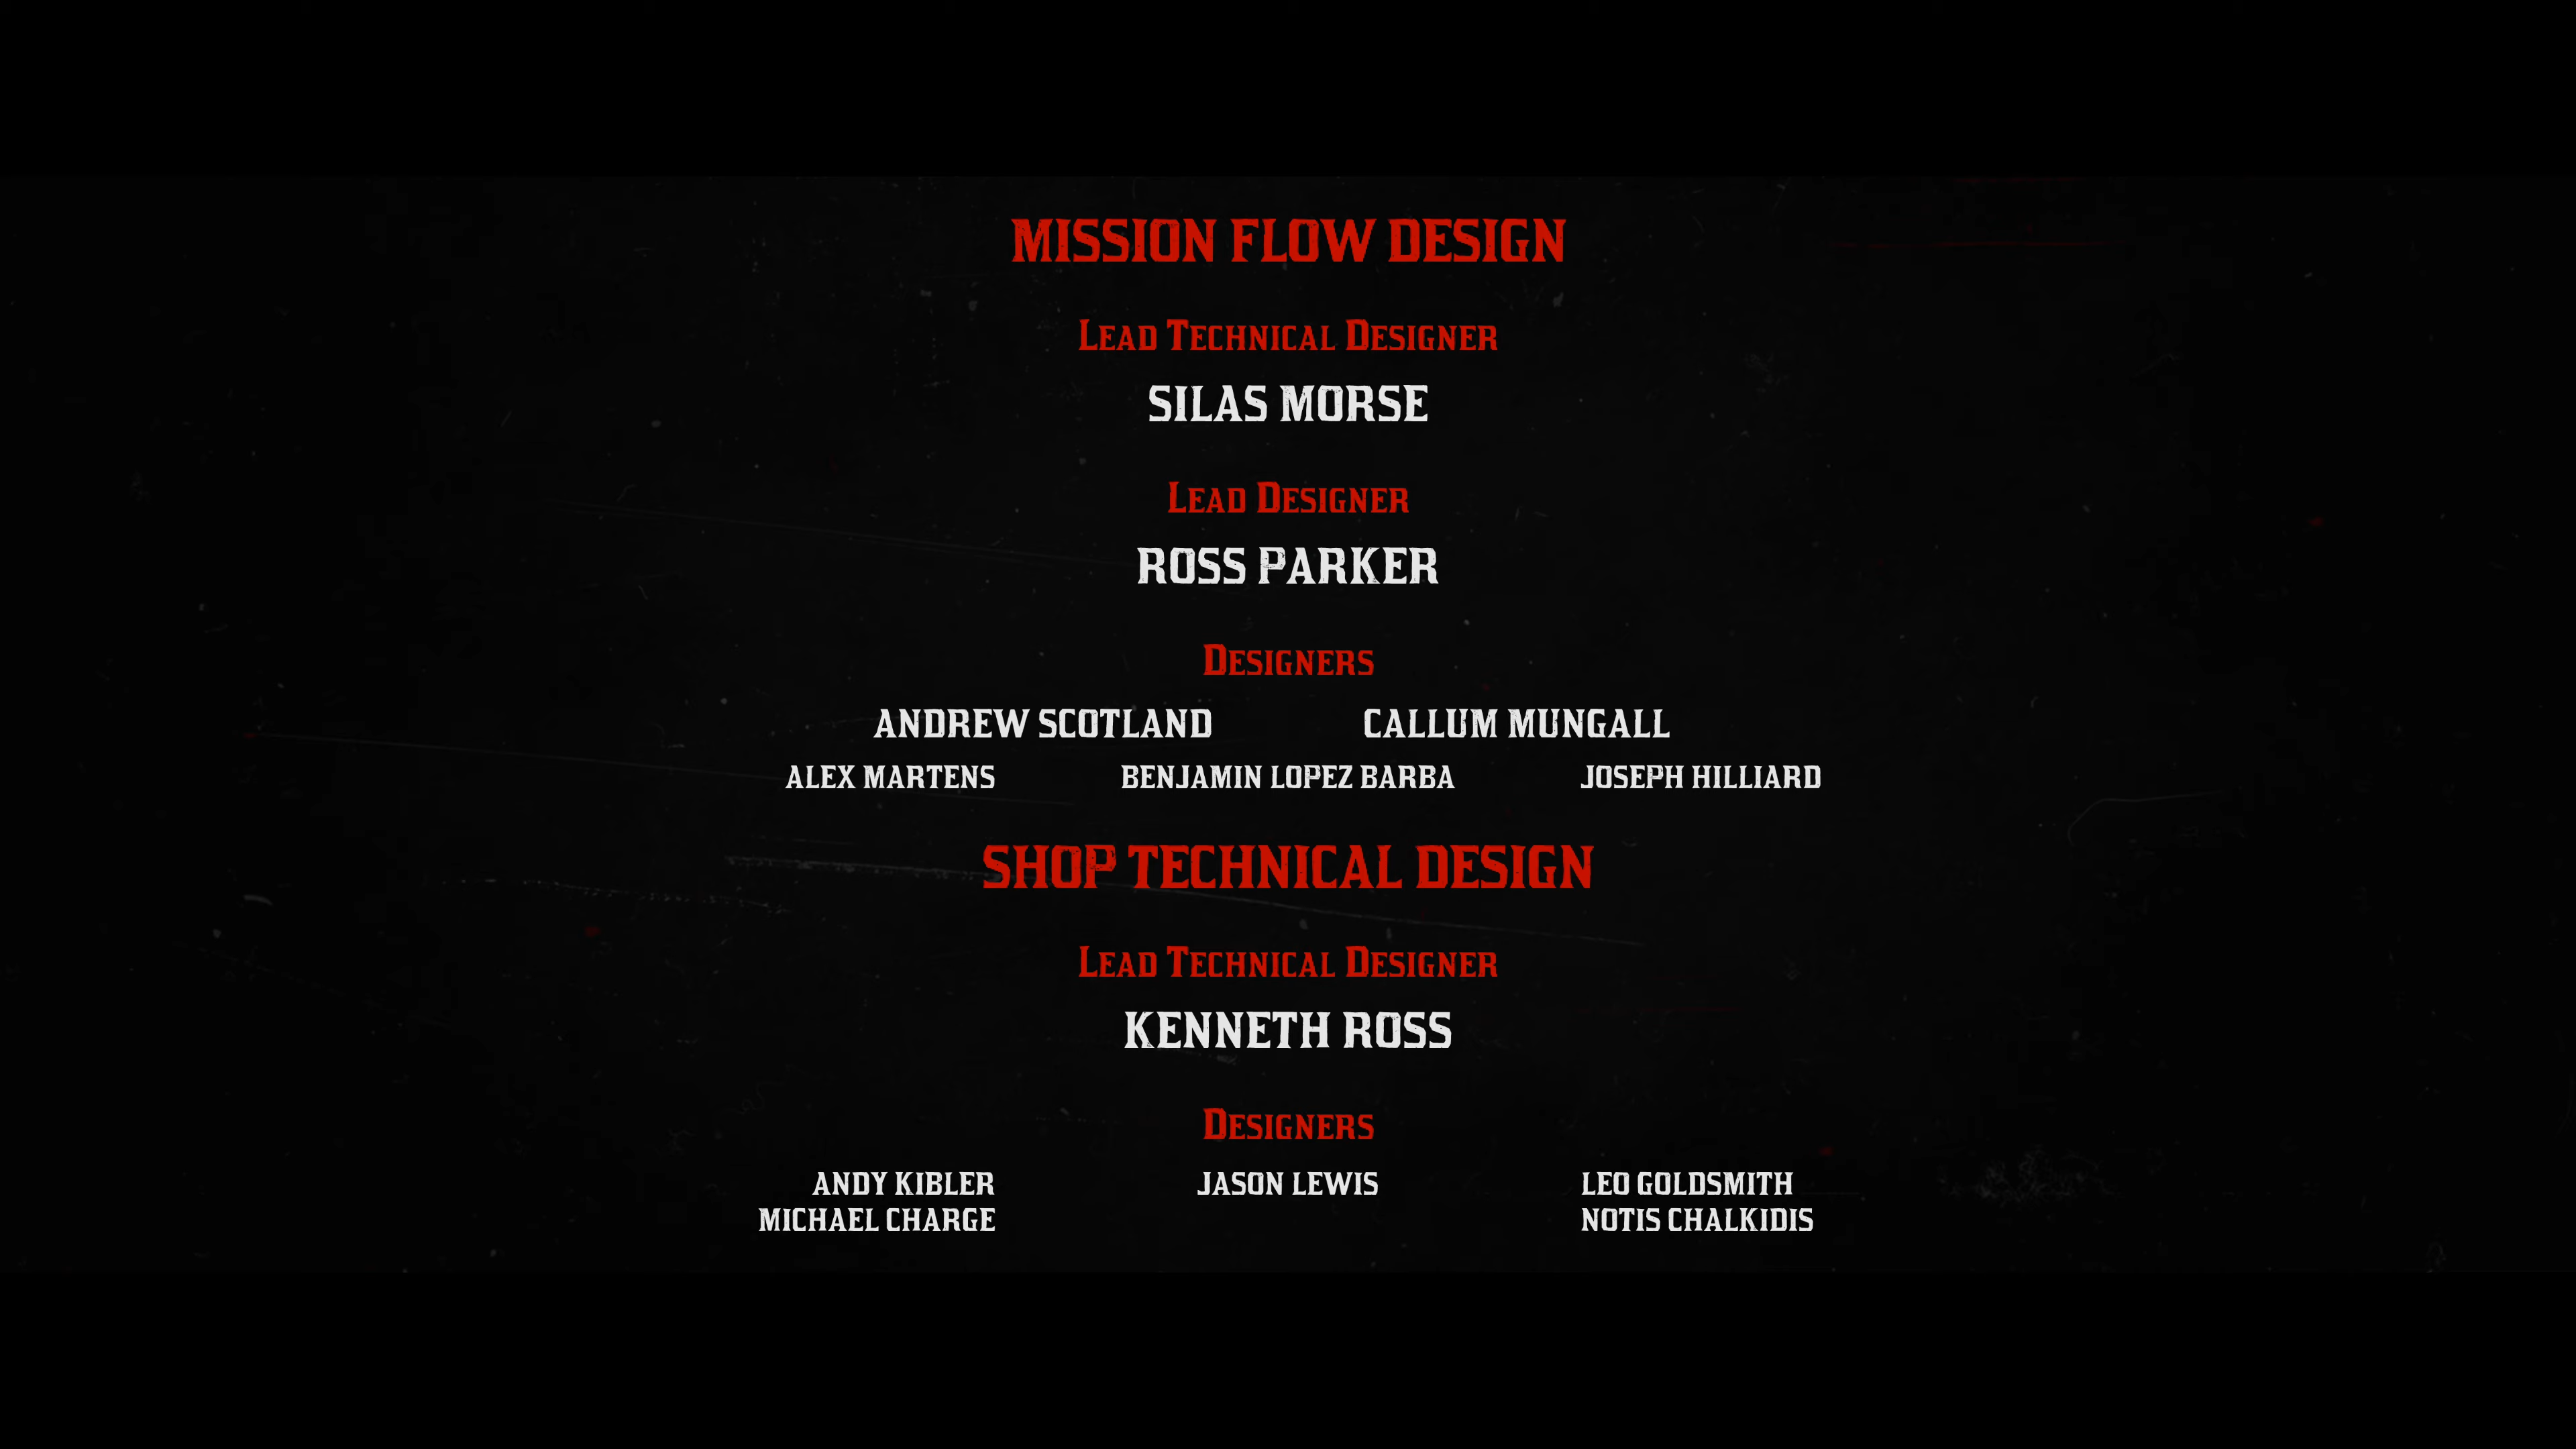 MISSION FLOW DESIGN
LEAD TECHNICAL DESIGNER
SILAS MORSE
LEAD DESIGNER
ROSS PARKER
DESIGNERS
ANDREW SCOTLAND CALLUM MUNGALL
ALEX MARTENS BENJAMIN LOPEZ BARBA JOSEPH HILLIARD
SHOP TECHNICAL DESIGN
LEAD TECHNICAL DESIGNER
KENNETH ROSS
DESIGNERS
ANDY KIBLER JASON LEWIS LEO GOLDSMITH
MICHAEL CHARGE NOTIS CHALKIDIS